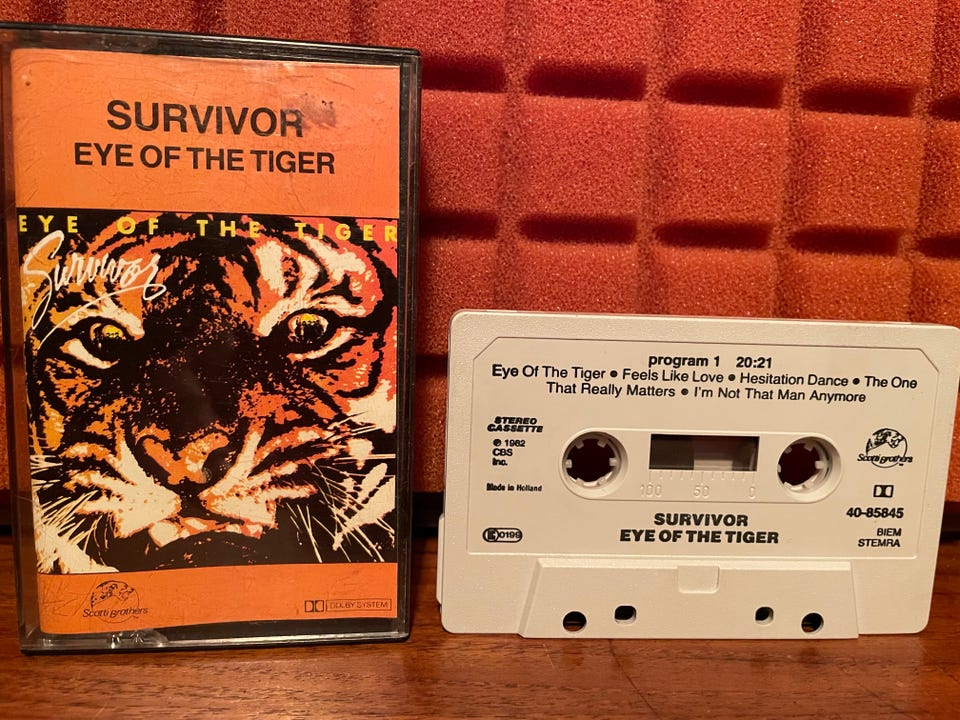 SURVIVOR
EYE OF THE TIGER
EYE OF THE TIGER
Survivor
Scotti Brothers
DOLBY SYSTEM
program 1 20:21
Eye Of The Tiger • Feels Like Love • Hesitation Dance • The One
That Really Matters • I'm Not That Man Anymore
STEREO
CASSETTE
℗ 1982
CBS
Inc.
Made in Holland
0199
100 50 0
Scotti Brothers
40-85845
BIEM
STEMRA
SURVIVOR
EYE OF THE TIGER